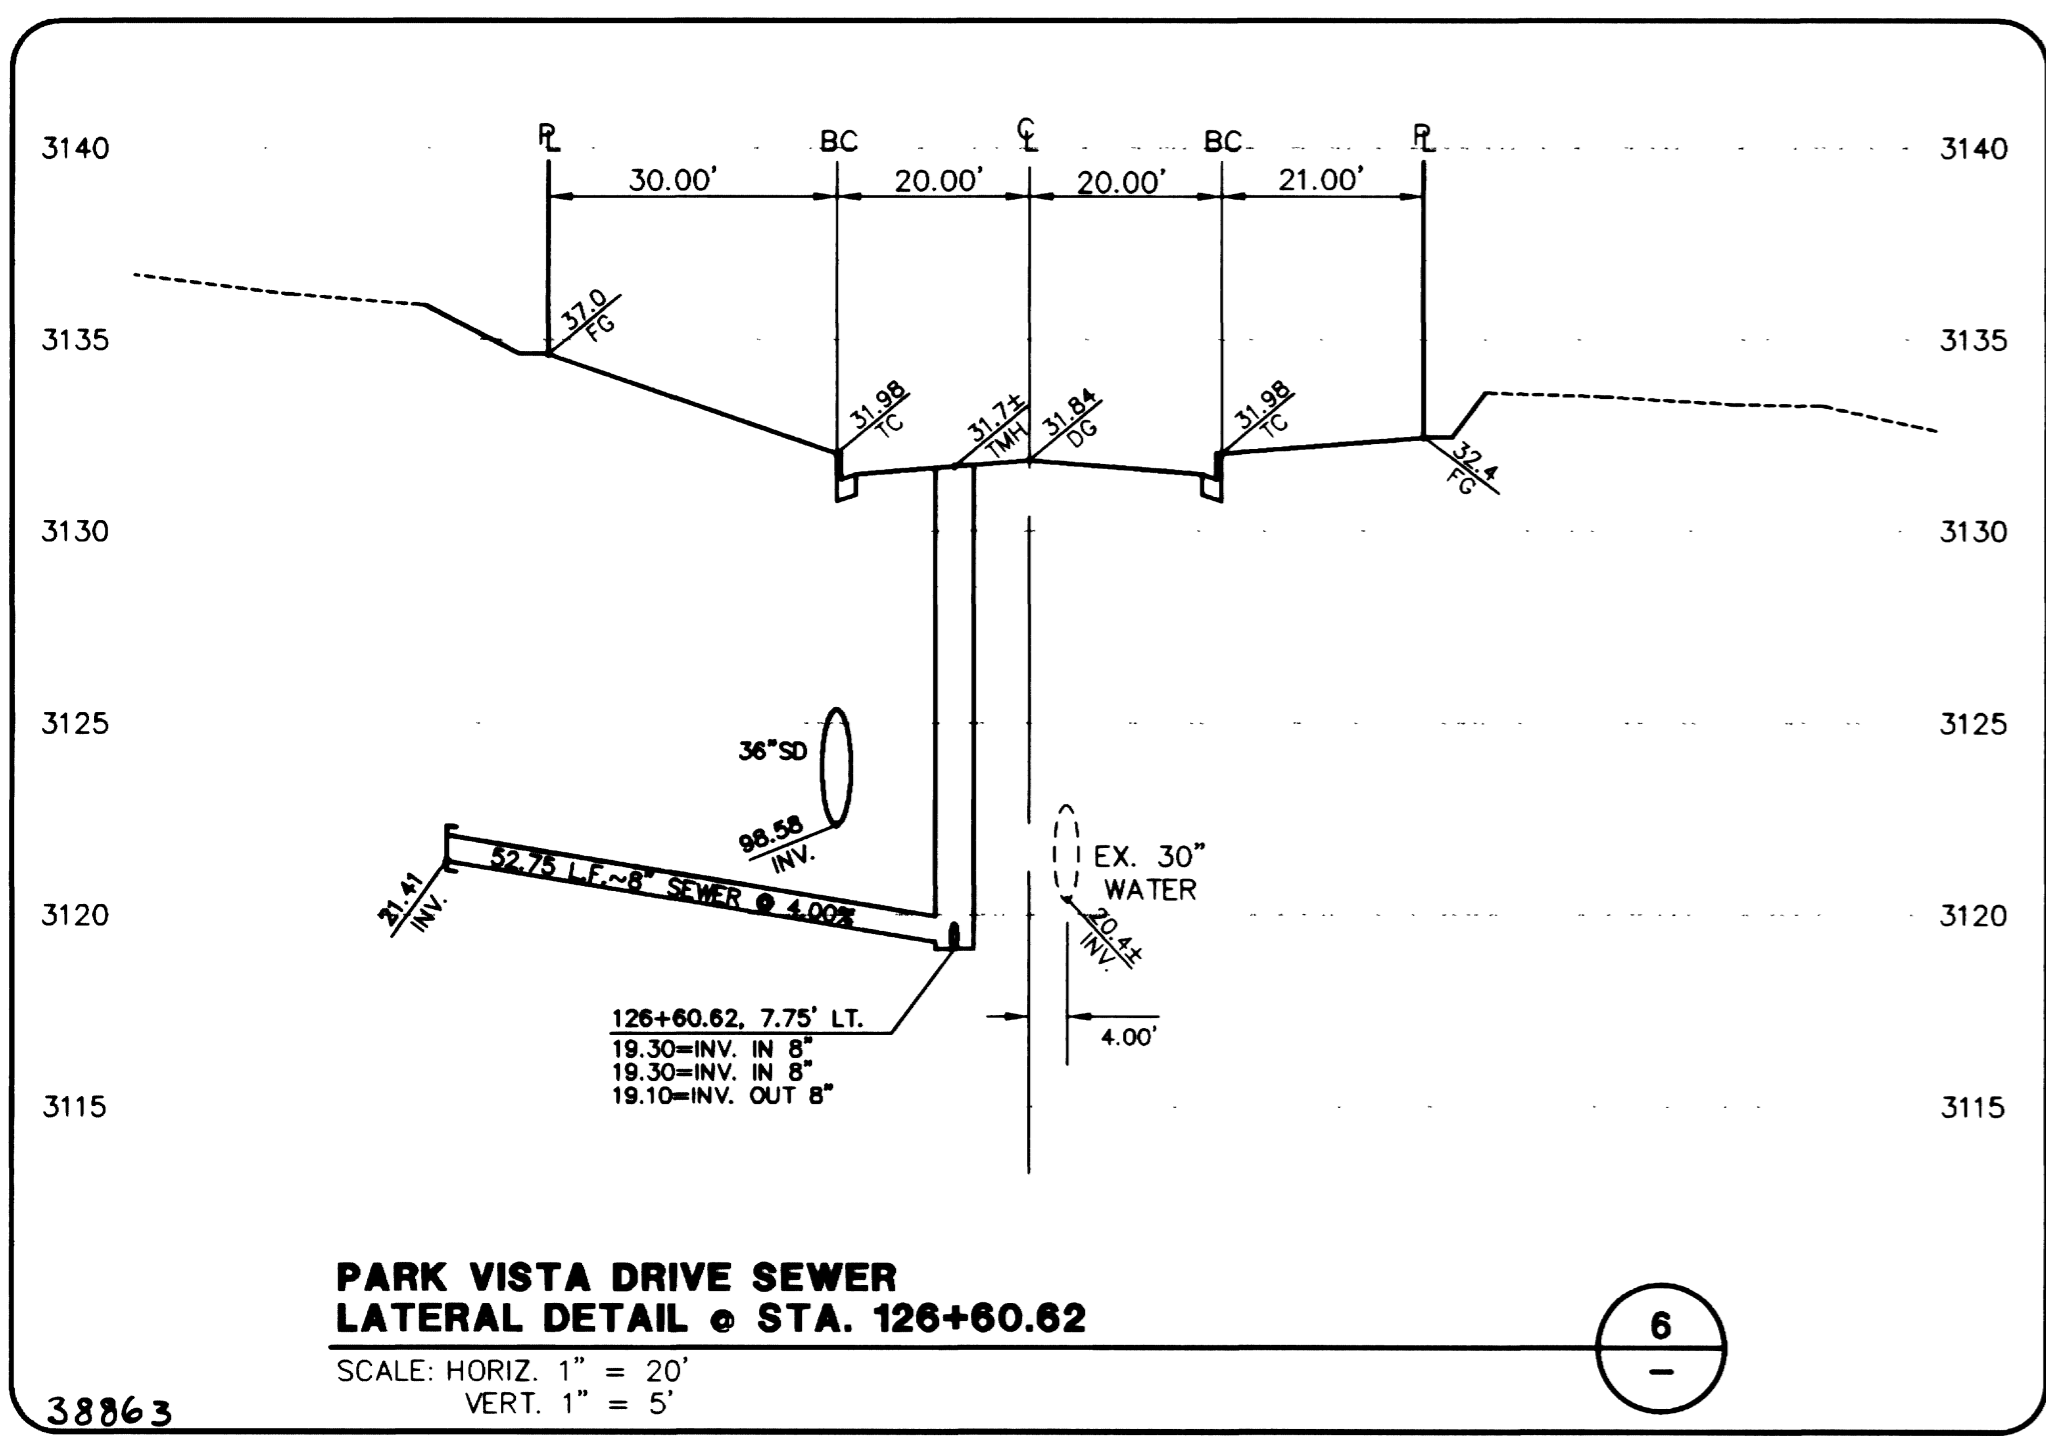 3140 PL BC CL BC PL 3140
30.00' 20.00' 20.00' 21.00'
3135 3135
37.0
FG
31.98
TC
31.7±
TMH
31.84
DG
31.98
TC
32.4
FG
3130 3130
3125 3125
36"SD
98.58
INV.
EX. 30"
WATER
52.75 L.F.~8" SEWER @ 4.00%
21.41
INV.
3120 3120
20.4±
INV.
126+60.62, 7.75' LT.
19.30=INV. IN 8"
19.30=INV. IN 8"
19.10=INV. OUT 8"
4.00'
3115 3115
PARK VISTA DRIVE SEWER
LATERAL DETAIL @ STA. 126+60.62
6
–
SCALE: HORIZ. 1" = 20'
VERT. 1" = 5'
38863